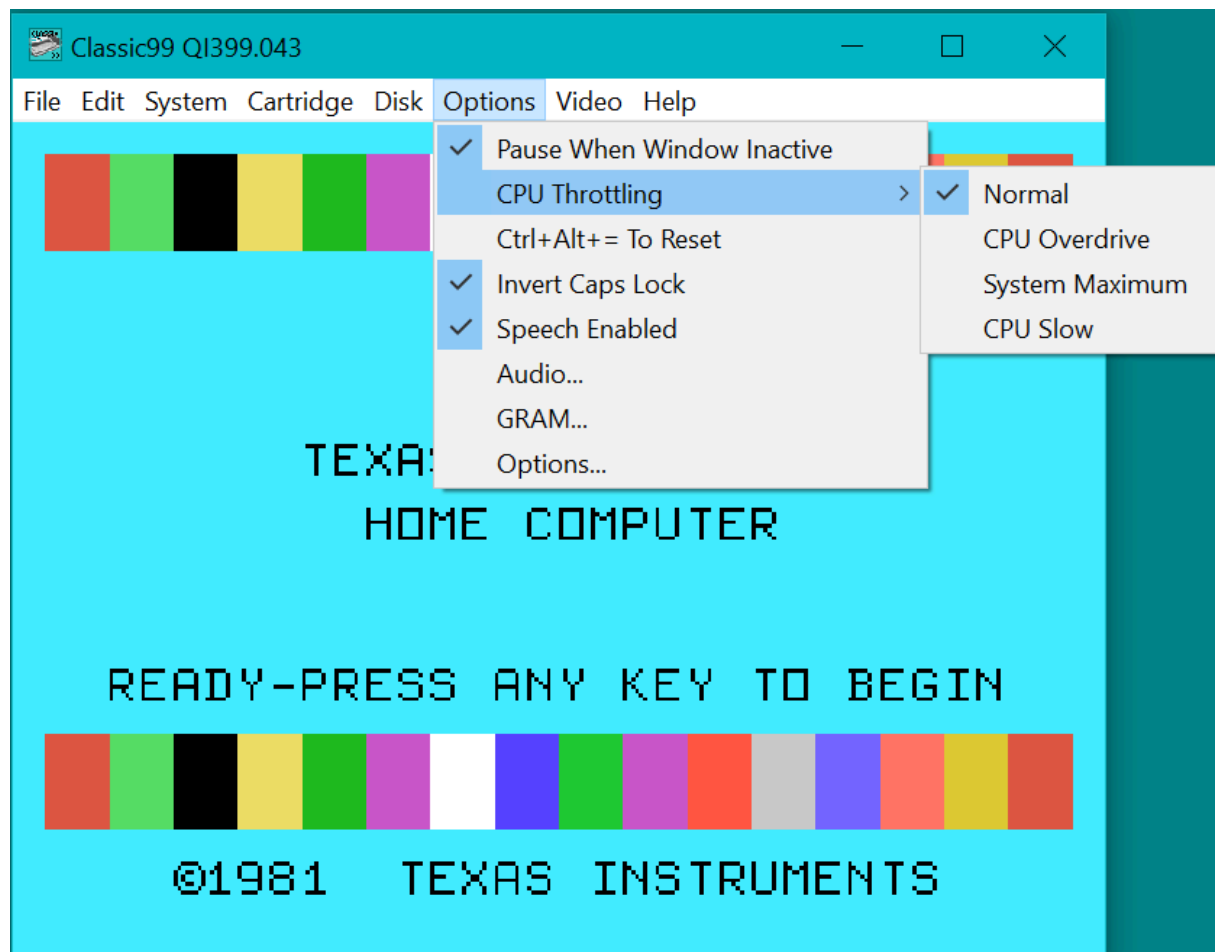 Classic99 QI399.043
File Edit System Cartridge Disk Options Video Help
Pause When Window Inactive
CPU Throttling
Ctrl+Alt+= To Reset
Invert Caps Lock
Speech Enabled
Audio...
GRAM...
Options...
Normal
CPU Overdrive
System Maximum
CPU Slow
HOME COMPUTER
READY-PRESS ANY KEY TO BEGIN
©1981 TEXAS INSTRUMENTS